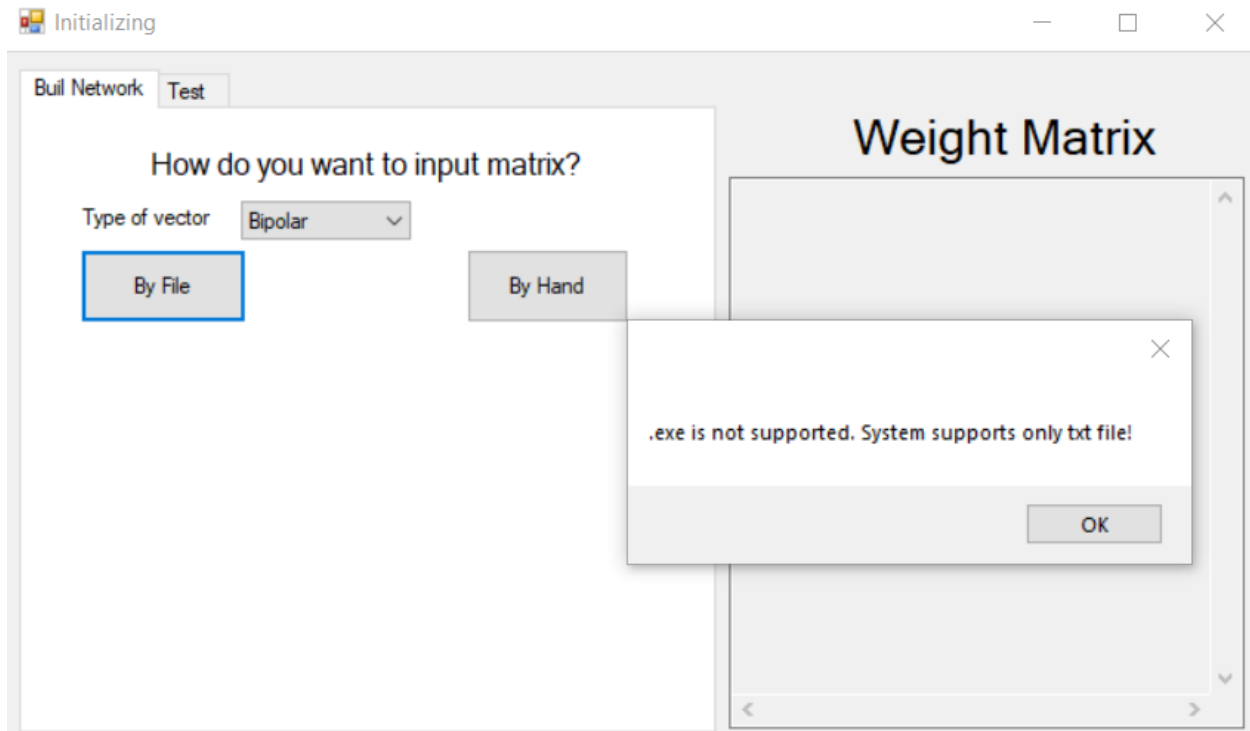 Initializing
Buil Network
Test
How do you want to input matrix?
Type of vector
Bipolar
By File
By Hand
Weight Matrix
.exe is not supported. System supports only txt file!
OK